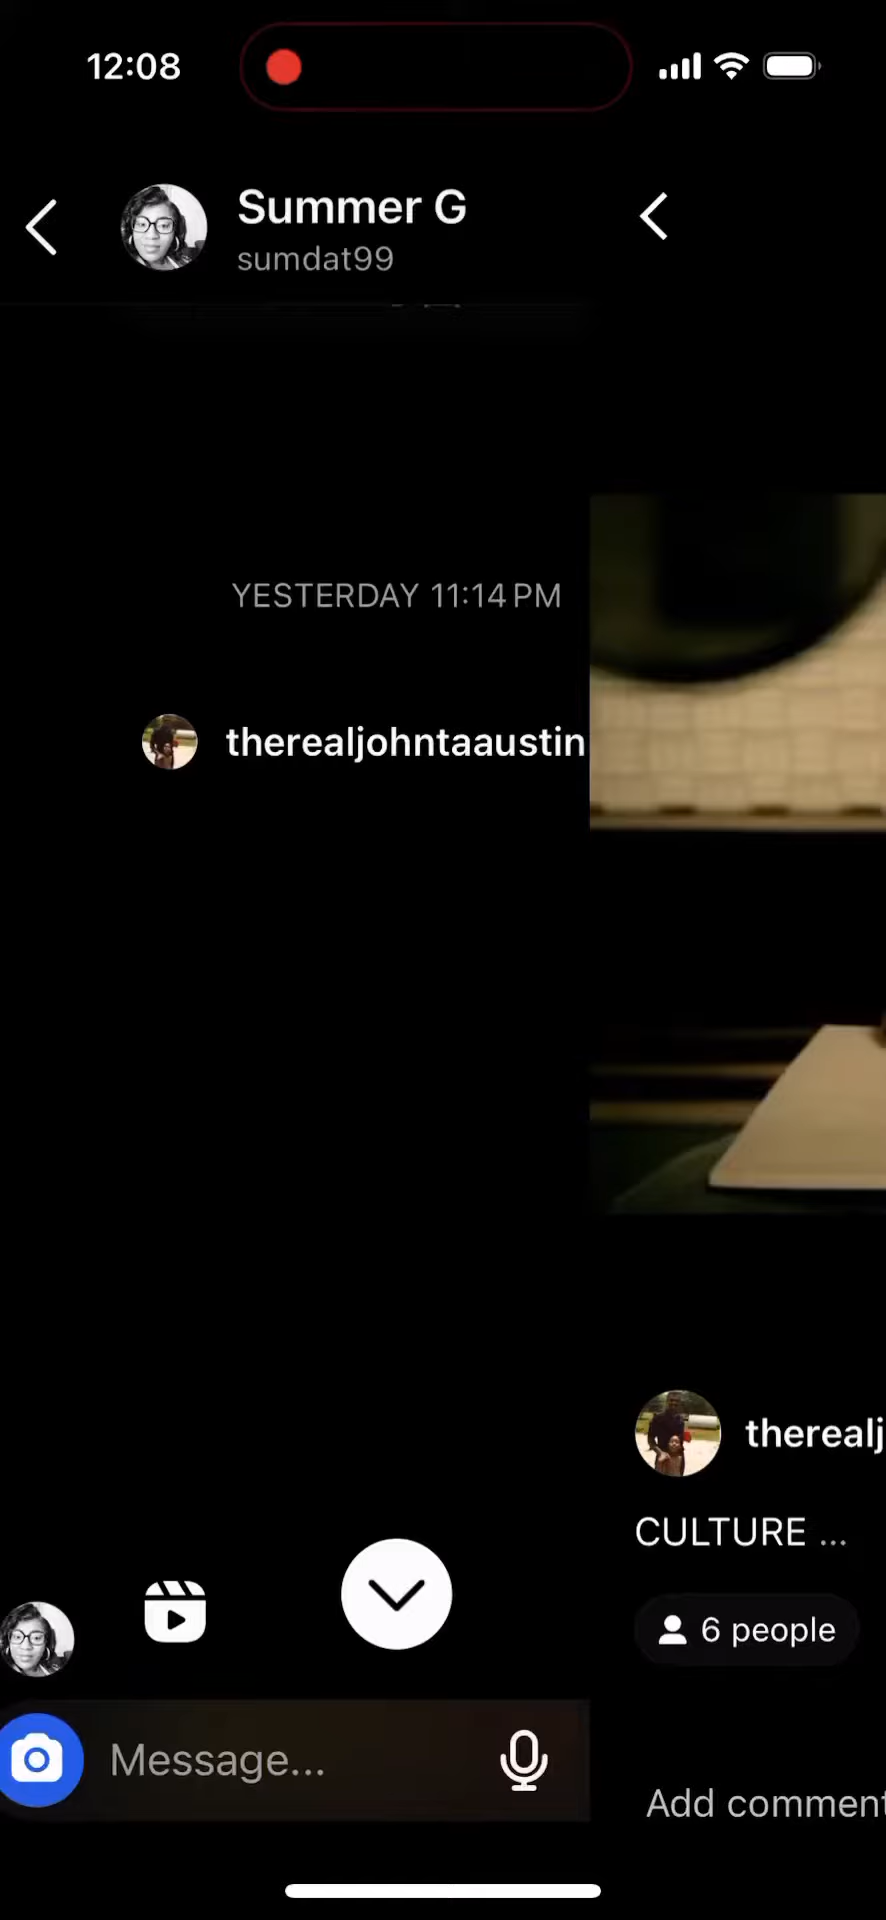 12:08
Summer G
sumdat99
YESTERDAY 11:14 PM
therealjohntaaustin
therealj
CULTURE ...
6 people
Message...
Add comment